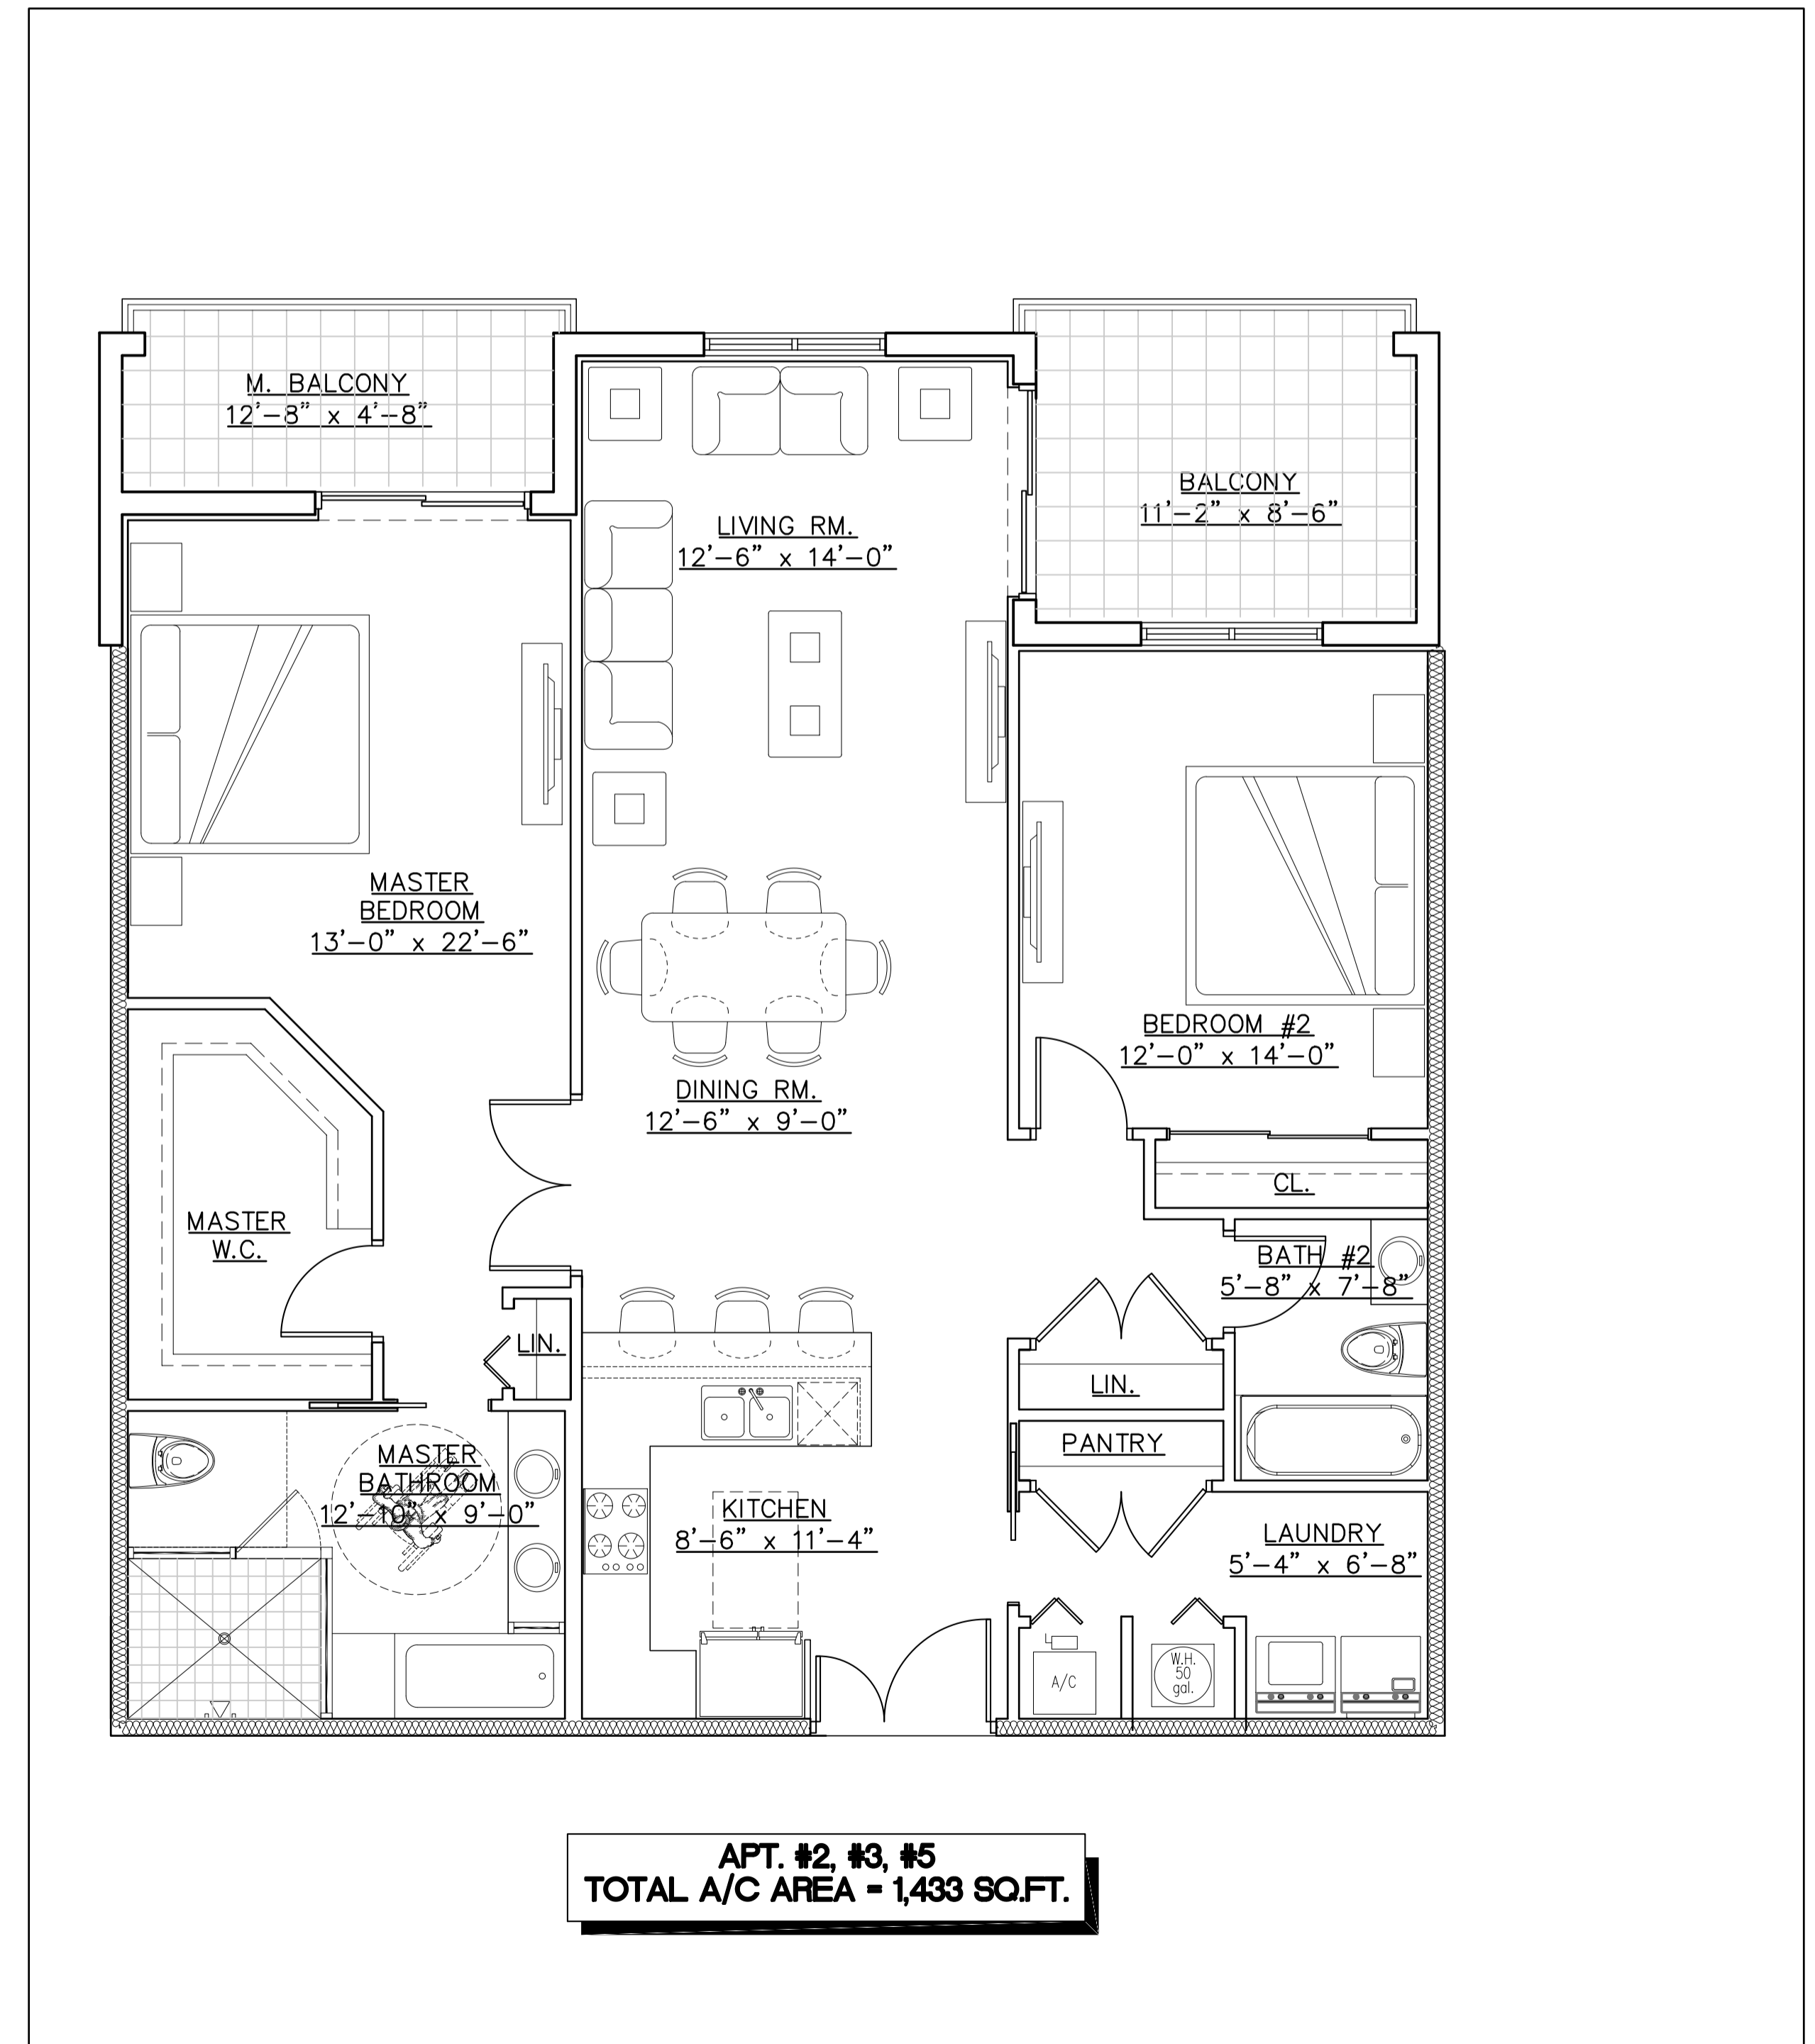 M. BALCONY
12'-8" x 4'-8"
BALCONY
11'-2" x 8'-6"
LIVING RM.
12'-6" x 14'-0"
MASTER
BEDROOM
13'-0" x 22'-6"
BEDROOM #2
12'-0" x 14'-0"
DINING RM.
12'-6" x 9'-0"
CL.
MASTER
W.C.
BATH #2
5'-8" x 7'-8"
LIN.
LIN.
PANTRY
MASTER
BATHROOM
12'-10" x 9'-0"
KITCHEN
8'-6" x 11'-4"
LAUNDRY
5'-4" x 6'-8"
A/C
W.H.
50
gal.
APT. #2, #3, #5
TOTAL A/C AREA = 1,433 SQ.FT.